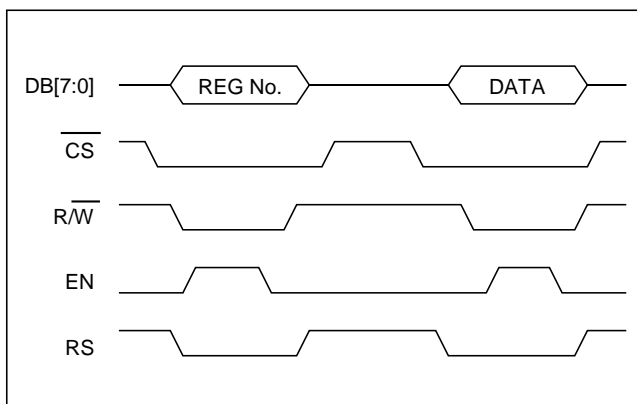 DB[7:0] REG No. DATA
CS
R/W
EN
RS